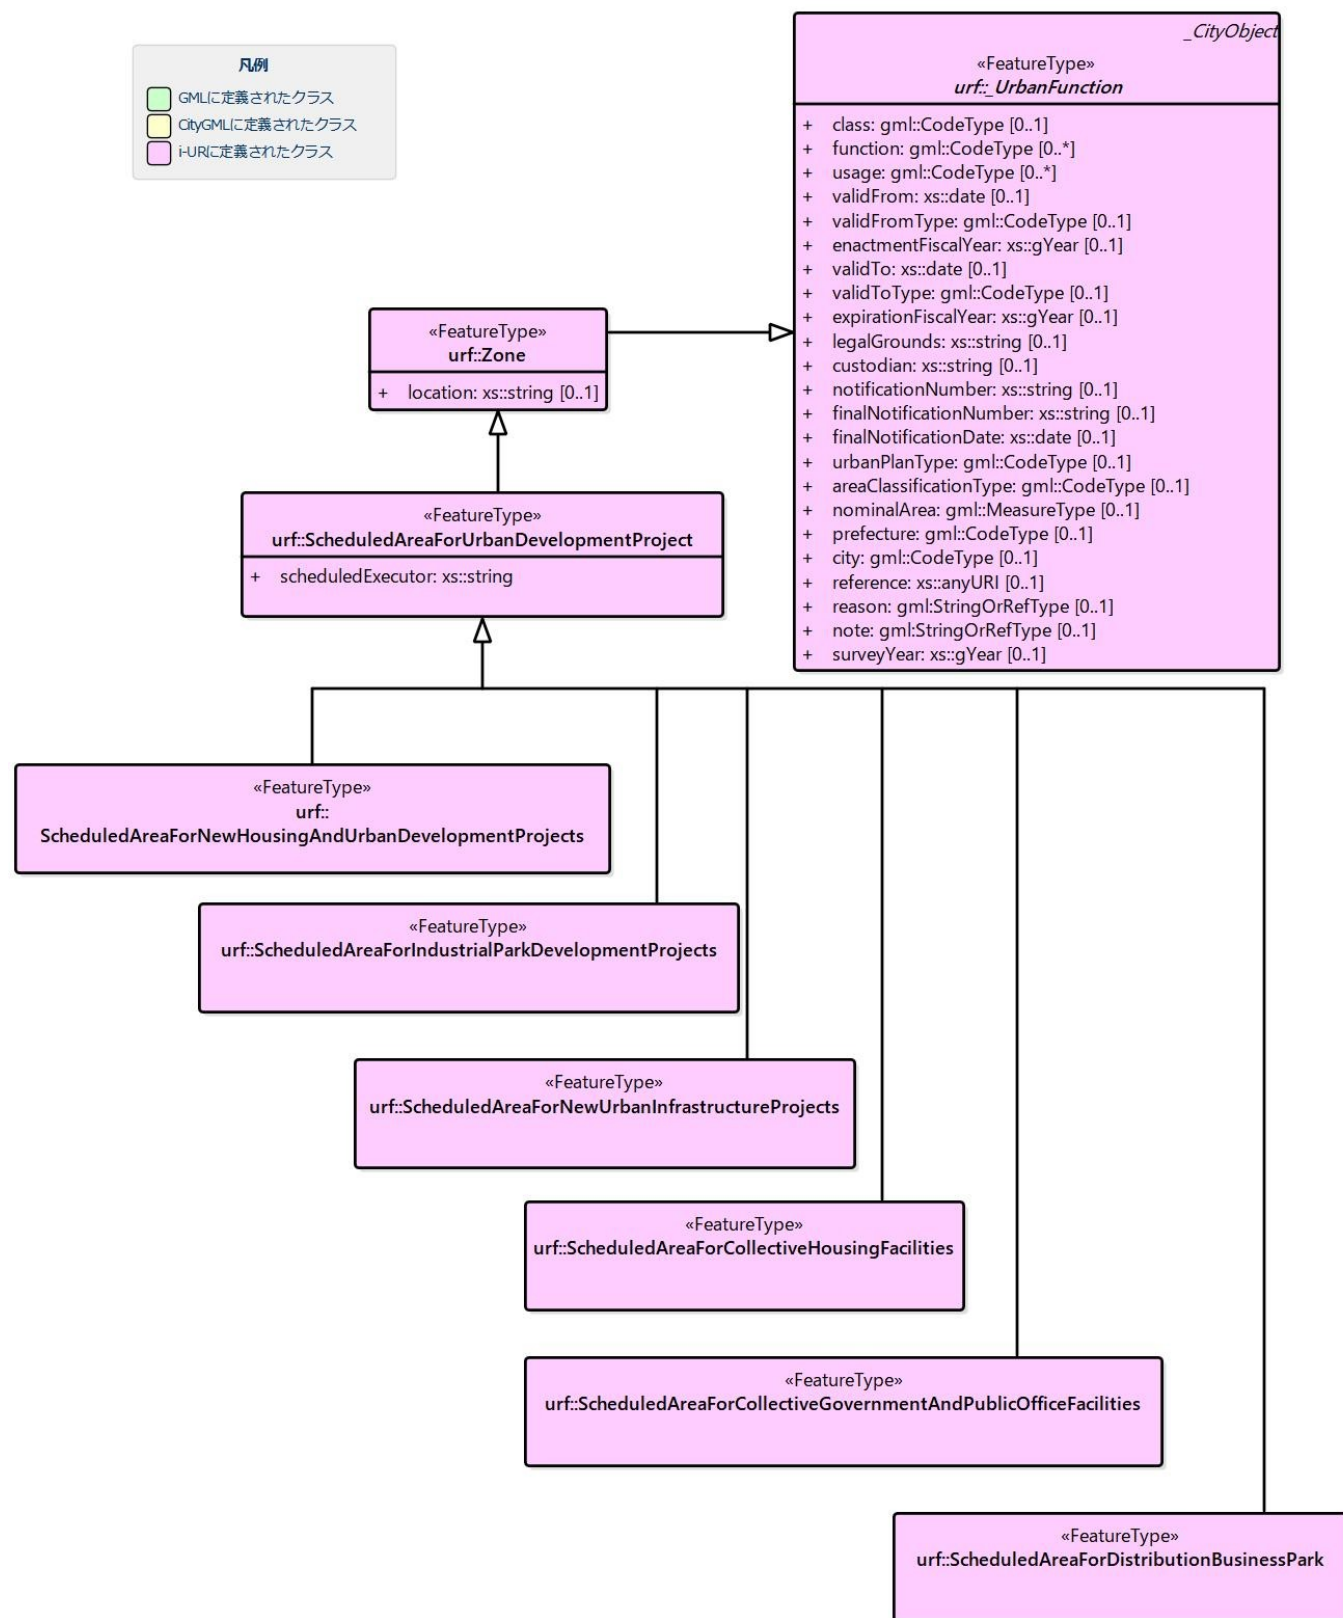 凡例
GMLに定義されたクラス
CityGMLに定義されたクラス
i-URに定義されたクラス
_CityObject
«FeatureType»
urf::_UrbanFunction
+ class: gml::CodeType [0..1]
+ function: gml::CodeType [0..*]
+ usage: gml::CodeType [0..*]
+ validFrom: xs::date [0..1]
+ validFromType: gml::CodeType [0..1]
+ enactmentFiscalYear: xs::gYear [0..1]
+ validTo: xs::date [0..1]
+ validToType: gml::CodeType [0..1]
+ expirationFiscalYear: xs::gYear [0..1]
+ legalGrounds: xs::string [0..1]
+ custodian: xs::string [0..1]
+ notificationNumber: xs::string [0..1]
+ finalNotificationNumber: xs::string [0..1]
+ finalNotificationDate: xs::date [0..1]
+ urbanPlanType: gml::CodeType [0..1]
+ areaClassificationType: gml::CodeType [0..1]
+ nominalArea: gml::MeasureType [0..1]
+ prefecture: gml::CodeType [0..1]
+ city: gml::CodeType [0..1]
+ reference: xs::anyURI [0..1]
+ reason: gml:StringOrRefType [0..1]
+ note: gml:StringOrRefType [0..1]
+ surveyYear: xs::gYear [0..1]
«FeatureType»
urf::Zone
+ location: xs::string [0..1]
«FeatureType»
urf::ScheduledAreaForUrbanDevelopmentProject
+ scheduledExecutor: xs::string
«FeatureType»
urf::
ScheduledAreaForNewHousingAndUrbanDevelopmentProjects
«FeatureType»
urf::ScheduledAreaForIndustrialParkDevelopmentProjects
«FeatureType»
urf::ScheduledAreaForNewUrbanInfrastructureProjects
«FeatureType»
urf::ScheduledAreaForCollectiveHousingFacilities
«FeatureType»
urf::ScheduledAreaForCollectiveGovernmentAndPublicOfficeFacilities
«FeatureType»
urf::ScheduledAreaForDistributionBusinessPark